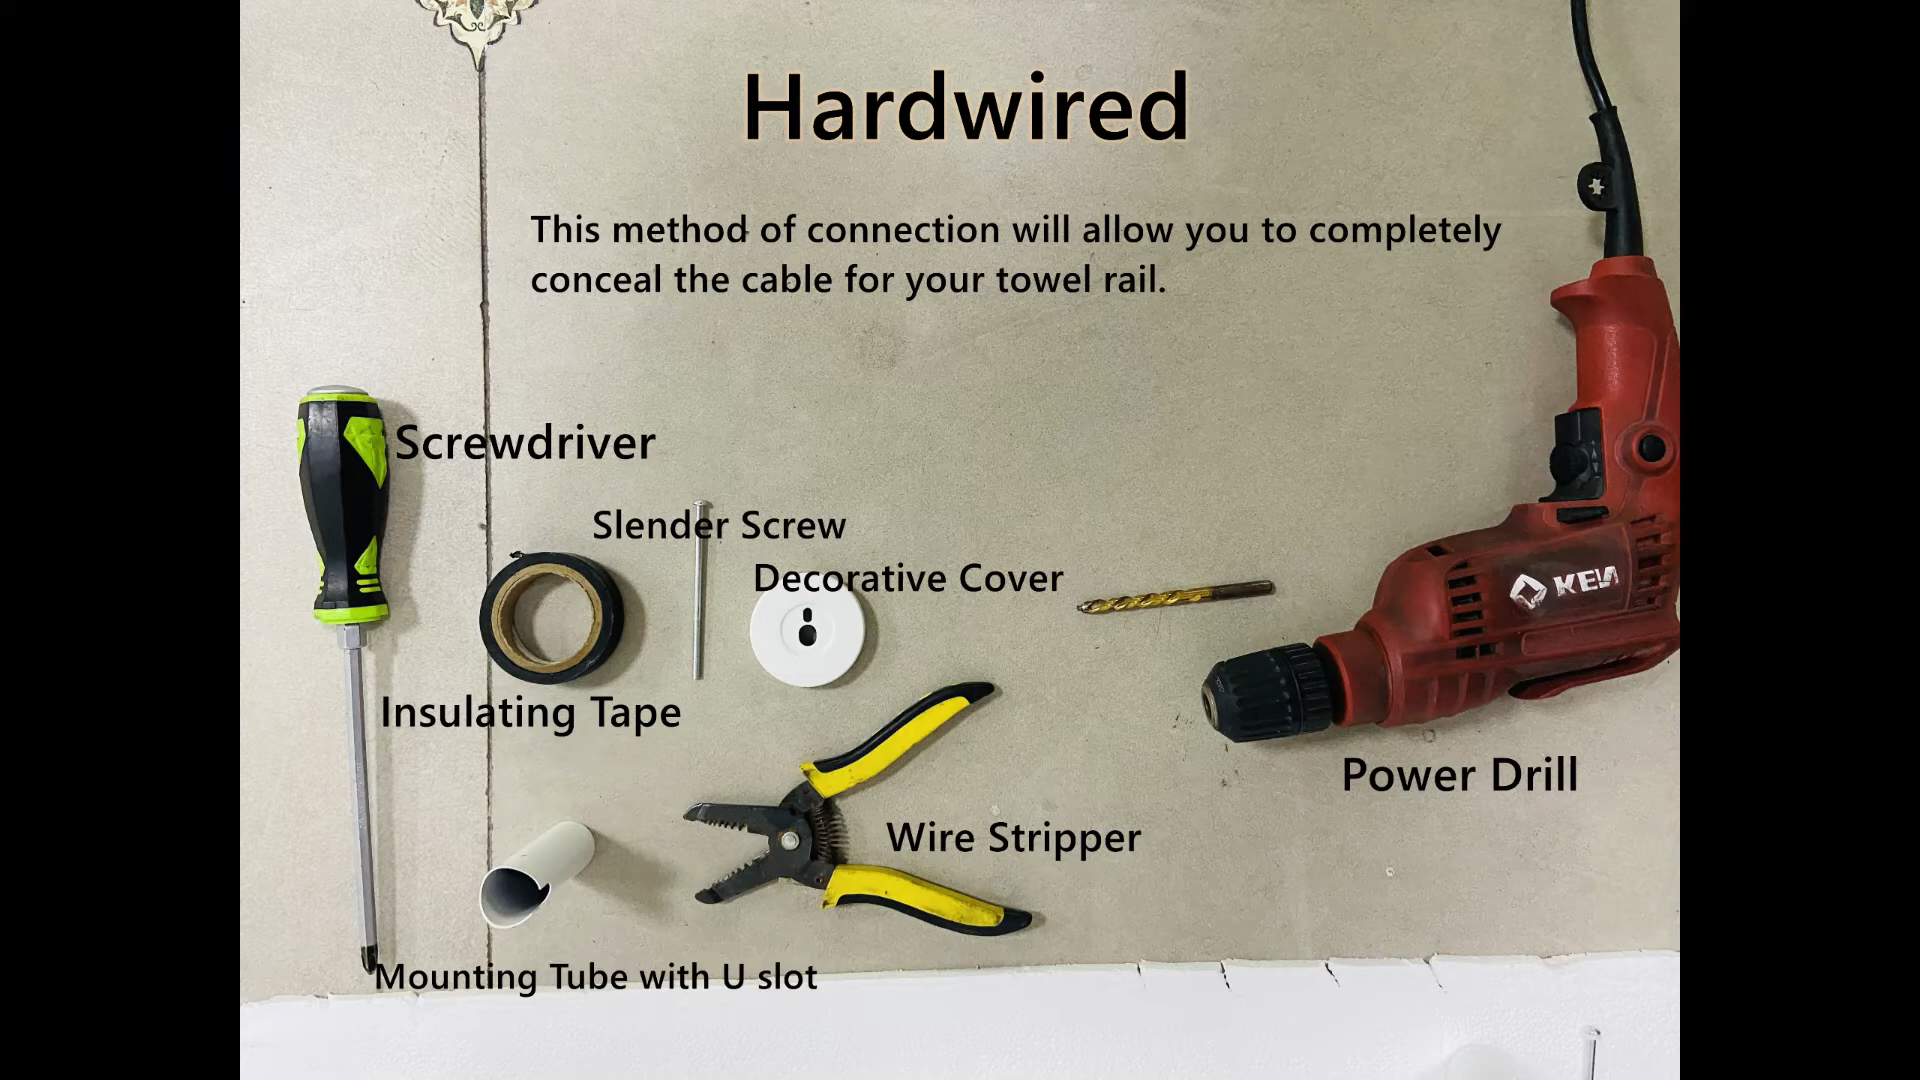 Hardwired
This method of connection will allow you to completely
conceal the cable for your towel rail.
Screwdriver
Slender Screw
Decorative Cover
KEN
Insulating Tape
Power Drill
Wire Stripper
Mounting Tube with U slot